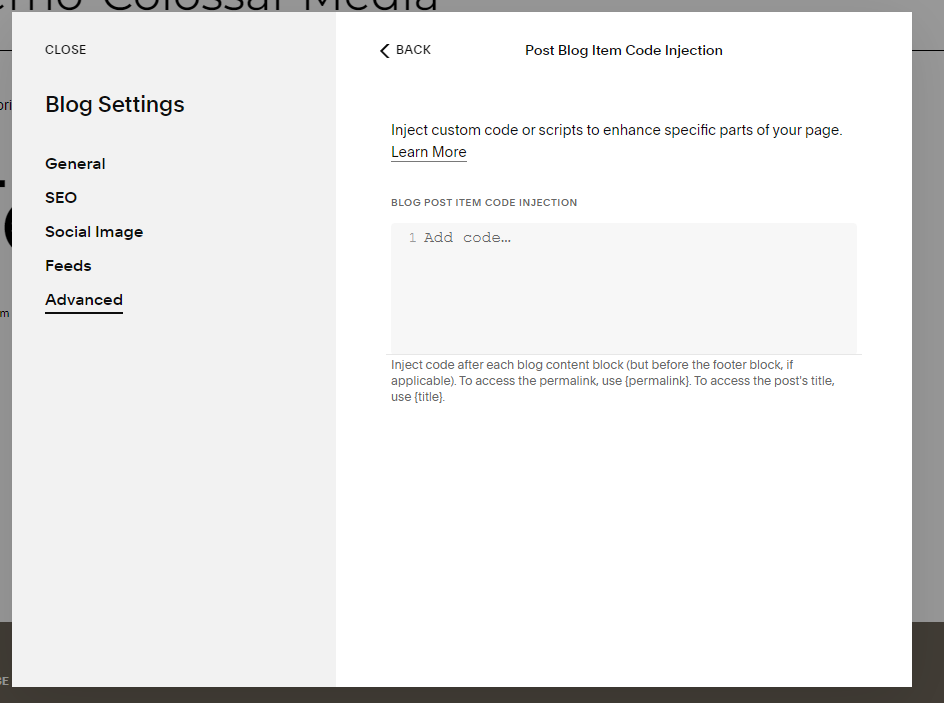 Colossal Media
CLOSE
BACK
Post Blog Item Code Injection
Blog Settings
General
SEO
Social Image
Feeds
Advanced
Inject custom code or scripts to enhance specific parts of your page.
Learn More
BLOG POST ITEM CODE INJECTION
1 Add code…
Inject code after each blog content block (but before the footer block, if
applicable). To access the permalink, use {permalink}. To access the post's title,
use {title}.